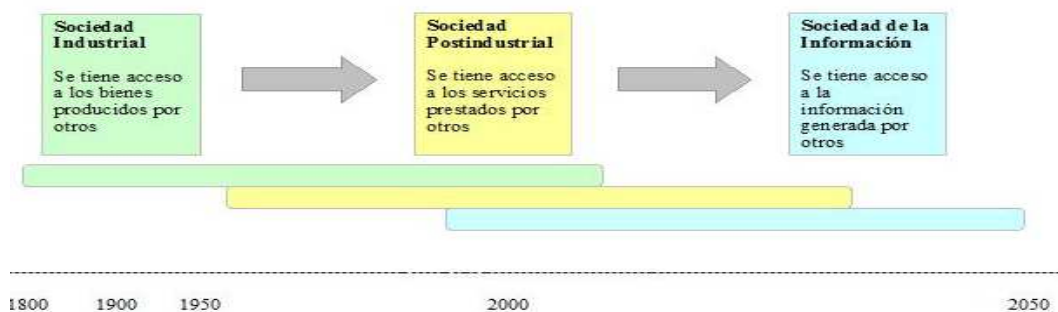 Sociedad
Industrial
Se tiene acceso
a los bienes
producidos por
otros
Sociedad
Postindustrial
Se tiene acceso
a los servicios
prestados por
otros
Sociedad de la
Información
Se tiene acceso
a la
información
generada por
otros
1800 1900 1950 2000 2050